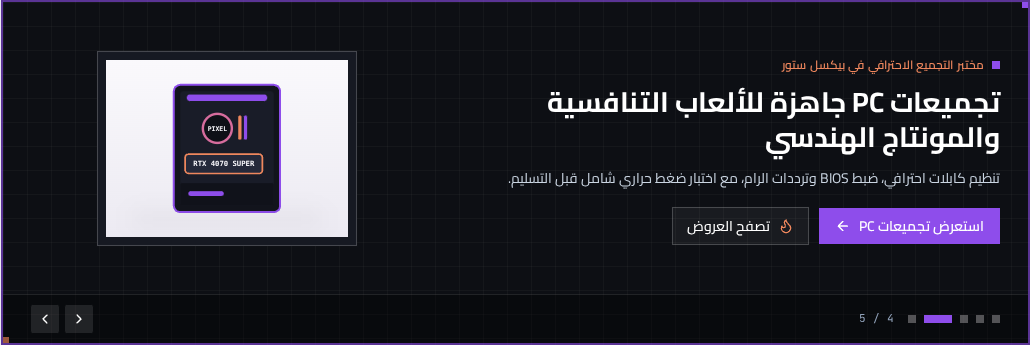 مختبر التجميع الاحترافي في بيكسل ستور
تجميعات PC جاهزة للألعاب التنافسية
والمونتاج الهندسي
تنظيم كابلات احترافي، ضبط BIOS وترددات الرام، مع اختبار ضغط حراري شامل قبل التسليم.
استعرض تجميعات PC
تصفح العروض
PIXEL
RTX 4070 SUPER
5 / 4